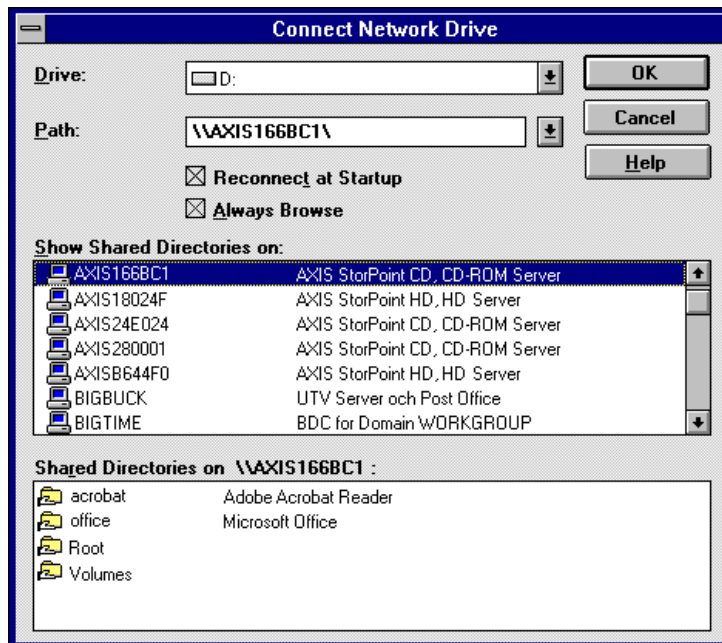 Connect Network Drive
Drive: D: OK
Path: \\AXIS166BC1\ Cancel
Help
Reconnect at Startup
Always Browse
Show Shared Directories on:
AXIS166BC1 AXIS StorPoint CD, CD-ROM Server
AXIS18024F AXIS StorPoint HD, HD Server
AXIS24E024 AXIS StorPoint CD, CD-ROM Server
AXIS280001 AXIS StorPoint CD, CD-ROM Server
AXISB644F0 AXIS StorPoint HD, HD Server
BIGBUCK UTV Server och Post Office
BIGTIME BDC for Domain WORKGROUP
Shared Directories on \\AXIS166BC1 :
acrobat Adobe Acrobat Reader
office Microsoft Office
Root
Volumes